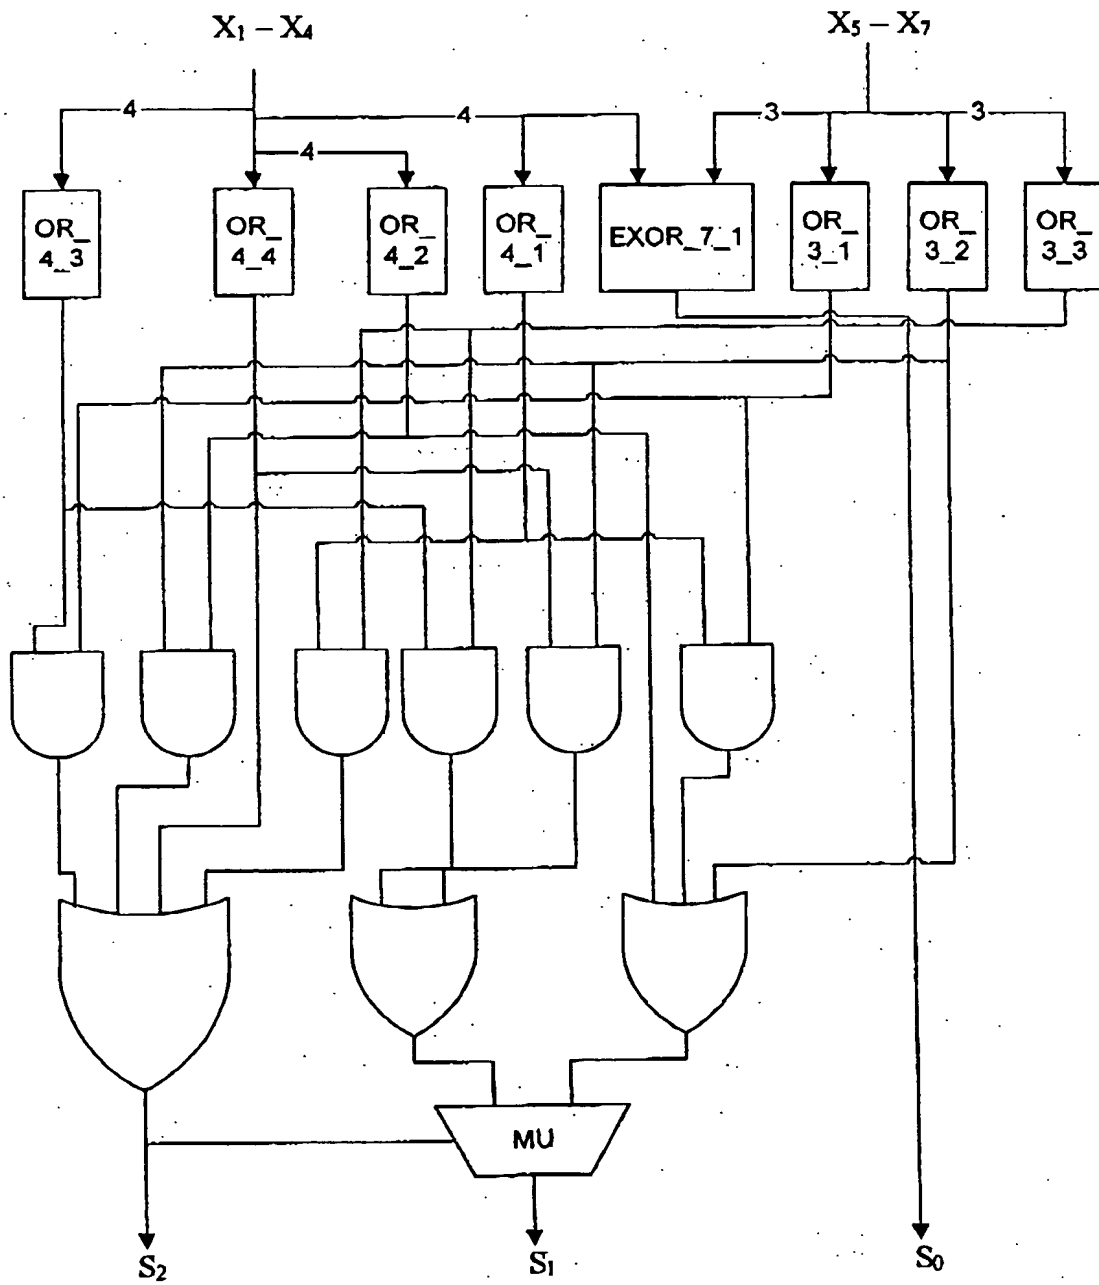 X₁ – X₄
X₅ – X₇
4
4
3
3
4
OR_
4_3
OR_
4_4
OR_
4_2
OR_
4_1
EXOR_7_1
OR_
3_1
OR_
3_2
OR_
3_3
MU
S₂
S₁
S₀